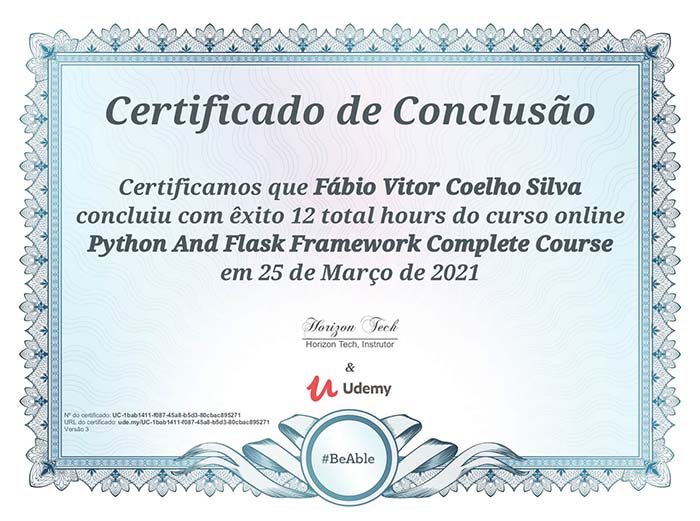 Certificado de Conclusão
Certificamos que Fábio Vitor Coelho Silva
concluiu com êxito 12 total hours do curso online
Python And Flask Framework Complete Course
em 25 de Março de 2021
Horizon Tech
Horizon Tech, Instrutor
&
Udemy
Nº do certificado: UC-1bab1411-f087-45a8-b5d3-80cbac895271
URL do certificado: ude.my/UC-1bab1411-f087-45a8-b5d3-80cbac895271
Versão 3
#BeAble